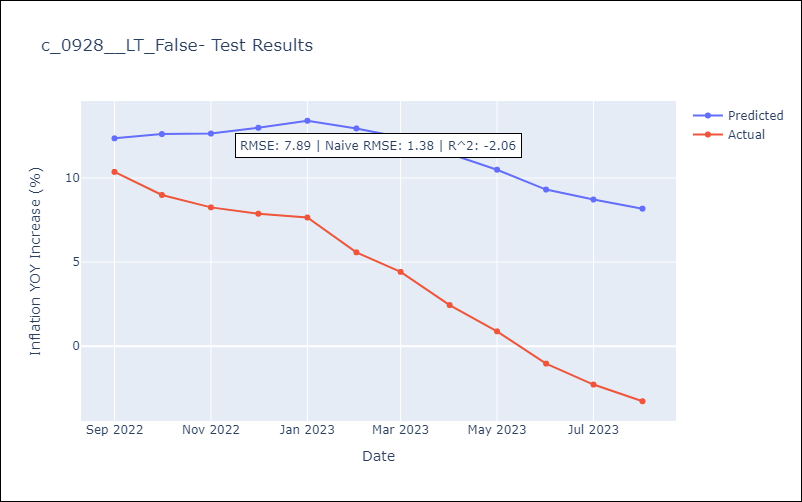 c_0928__LT_False- Test Results
Predicted
Actual
RMSE: 7.89 | Naive RMSE: 1.38 | R^2: -2.06
Inflation YOY Increase (%)
10
5
0
Sep 2022
Nov 2022
Jan 2023
Mar 2023
May 2023
Jul 2023
Date